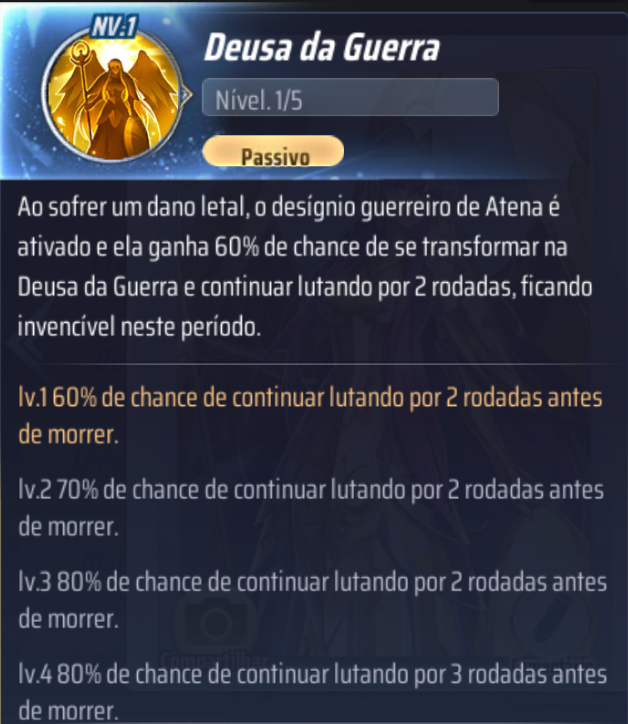 NV.1
Deusa da Guerra
Nível. 1/5
Passivo
Ao sofrer um dano letal, o desígnio guerreiro de Atena é
ativado e ela ganha 60% de chance de se transformar na
Deusa da Guerra e continuar lutando por 2 rodadas, ficando
invencível neste período.
lv.1 60% de chance de continuar lutando por 2 rodadas antes
de morrer.
lv.2 70% de chance de continuar lutando por 2 rodadas antes
de morrer.
lv.3 80% de chance de continuar lutando por 2 rodadas antes
de morrer.
Compartilhar
lv.4 80% de chance de continuar lutando por 3 rodadas antes
de morrer.